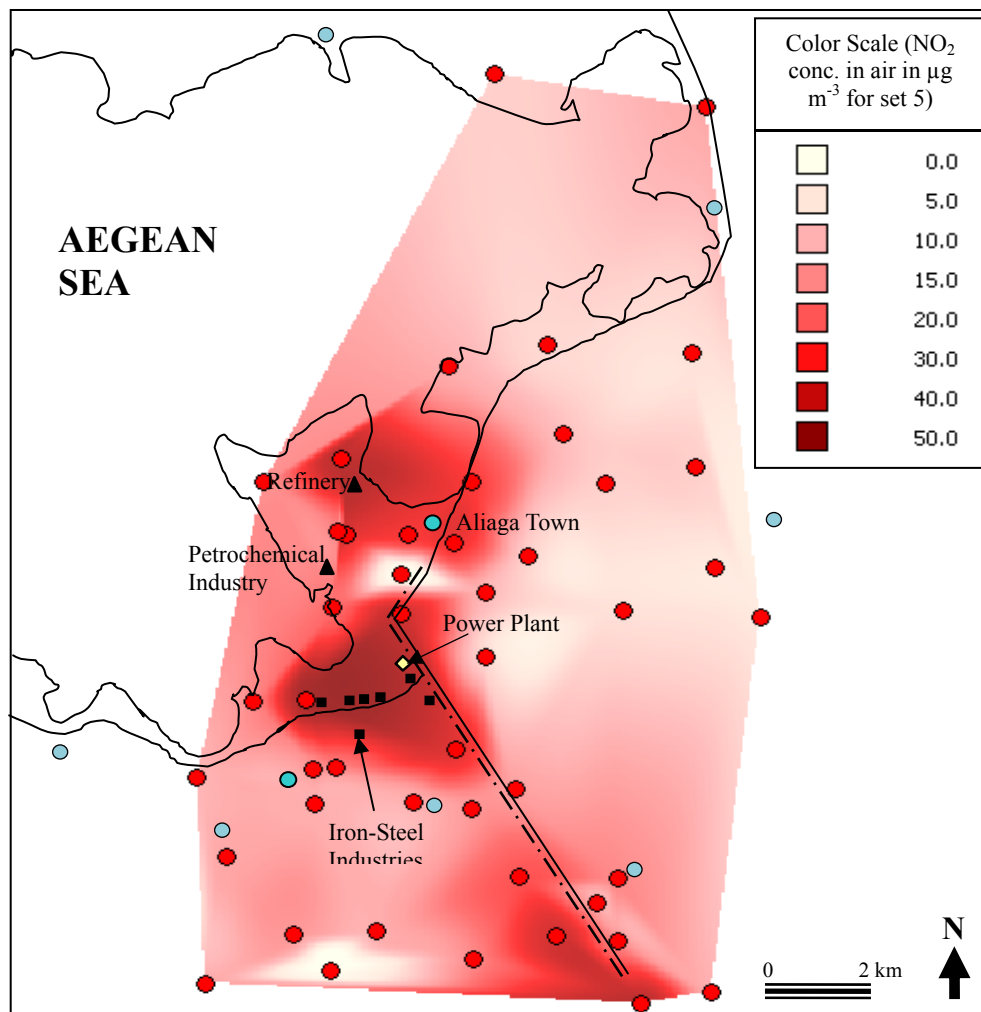 Color Scale (NO₂
conc. in air in µg
m⁻³ for set 5)
0.0
5.0
10.0
15.0
20.0
30.0
40.0
50.0
AEGEAN
SEA
Refinery
Aliaga Town
Petrochemical
Industry
Power Plant
Iron-Steel
Industries
N
0 2 km